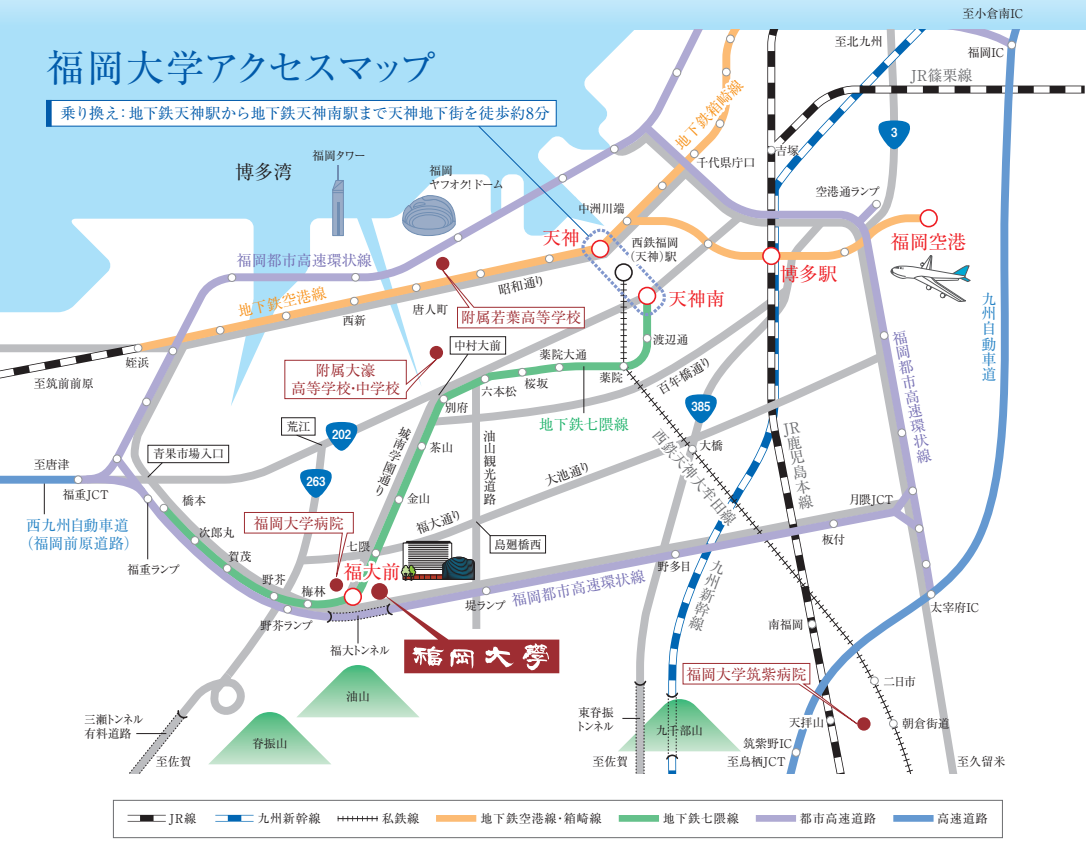 至小倉南IC
福岡大学アクセスマップ
至北九州
福岡IC
JR篠栗線
乗り換え：地下鉄天神駅から地下鉄天神南駅まで天神地下街を徒歩約8分
地下鉄箱崎線
3
吉塚
千代県庁口
博多湾
福岡タワー
福岡
ヤフオク!ドーム
空港通ランプ
中洲川端
天神
西鉄福岡
(天神)駅
福岡空港
福岡都市高速環状線
博多駅
地下鉄空港線
昭和通り
天神南
唐人町
西新
附属若葉高等学校
九州自動車道
渡辺通
中村大前
姪浜
薬院大通
附属大濠
高等学校・中学校
薬院
百年橋通り
桜坂
六本松
至筑前前原
福岡都市高速環状線
別府
385
地下鉄七隈線
荒江
202
城南学園通り
茶山
油山観光道路
西鉄天神大牟田線
大橋
JR鹿児島本線
青果市場入口
至唐津
263
大池通り
福重JCT
橋本
金山
月隈JCT
西九州自動車道
(福岡前原道路)
福岡大学病院
福大通り
次郎丸
島廻橋西
板付
七隈
賀茂
福重ランプ
福大前
野多目
九州新幹線
野芥
梅林
福岡都市高速環状線
堤ランプ
太宰府IC
野芥ランプ
南福岡
福大トンネル
福岡大學
福岡大学筑紫病院
二日市
油山
三瀬トンネル
有料道路
東脊振
トンネル
天拝山
朝倉街道
脊振山
九千部山
筑紫野IC
至佐賀
至佐賀
至鳥栖JCT
至久留米
JR線
九州新幹線
私鉄線
地下鉄空港線・箱崎線
地下鉄七隈線
都市高速道路
高速道路